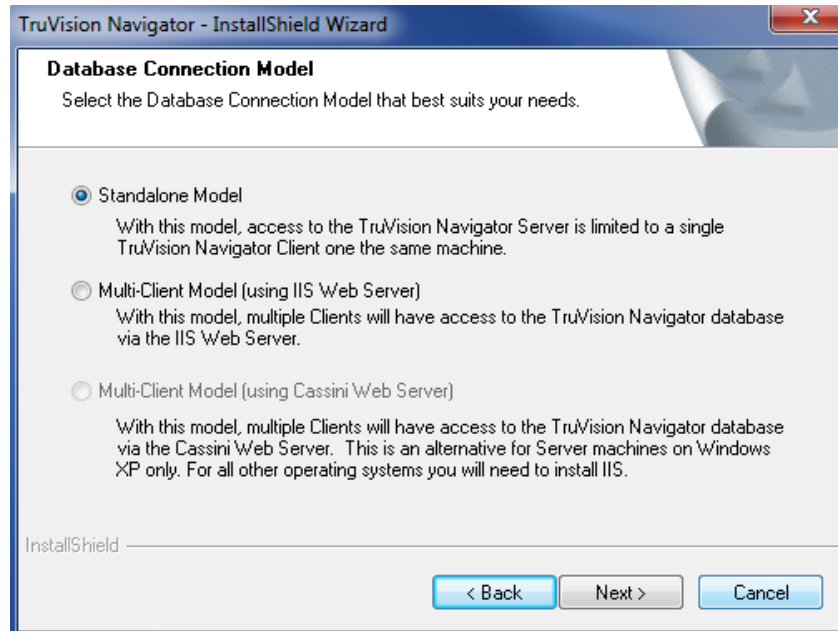 TruVision Navigator - InstallShield Wizard
Database Connection Model
Select the Database Connection Model that best suits your needs.
Standalone Model
With this model, access to the TruVision Navigator Server is limited to a single
TruVision Navigator Client one the same machine.
Multi-Client Model (using IIS Web Server)
With this model, multiple Clients will have access to the TruVision Navigator database
via the IIS Web Server.
Multi-Client Model (using Cassini Web Server)
With this model, multiple Clients will have access to the TruVision Navigator database
via the Cassini Web Server.  This is an alternative for Server machines on Windows
XP only. For all other operating systems you will need to install IIS.
InstallShield
< Back Next > Cancel